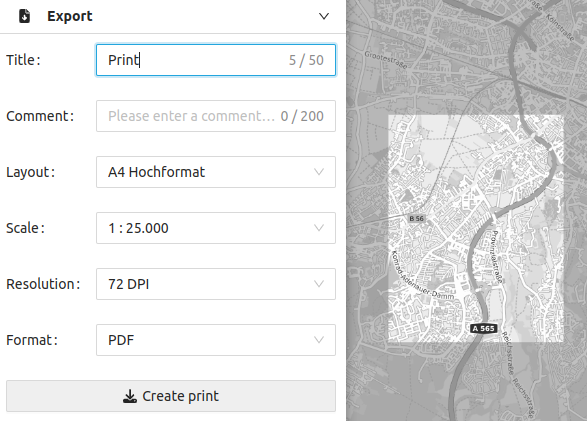 Export
Title:
Print
5 / 50
Comment:
Please enter a comment...
0 / 200
Layout:
A4 Hochformat
Scale:
1 : 25.000
Resolution:
72 DPI
Format:
PDF
Create print
Kölnstraße
Grootestraße
B 56
Provinzialstraße
Konrad-Adenauer-Damm
A 565
Reichsstraße
Reichsstraße